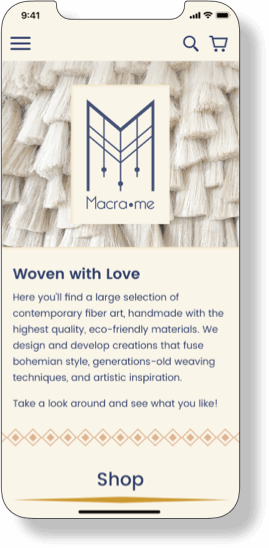 9:41
Macra•me
Woven with Love
Here you'll find a large selection of
contemporary fiber art, handmade with the
highest quality, eco-friendly materials. We
design and develop creations that fuse
bohemian style, generations-old weaving
techniques, and artistic inspiration.
Take a look around and see what you like!
Shop